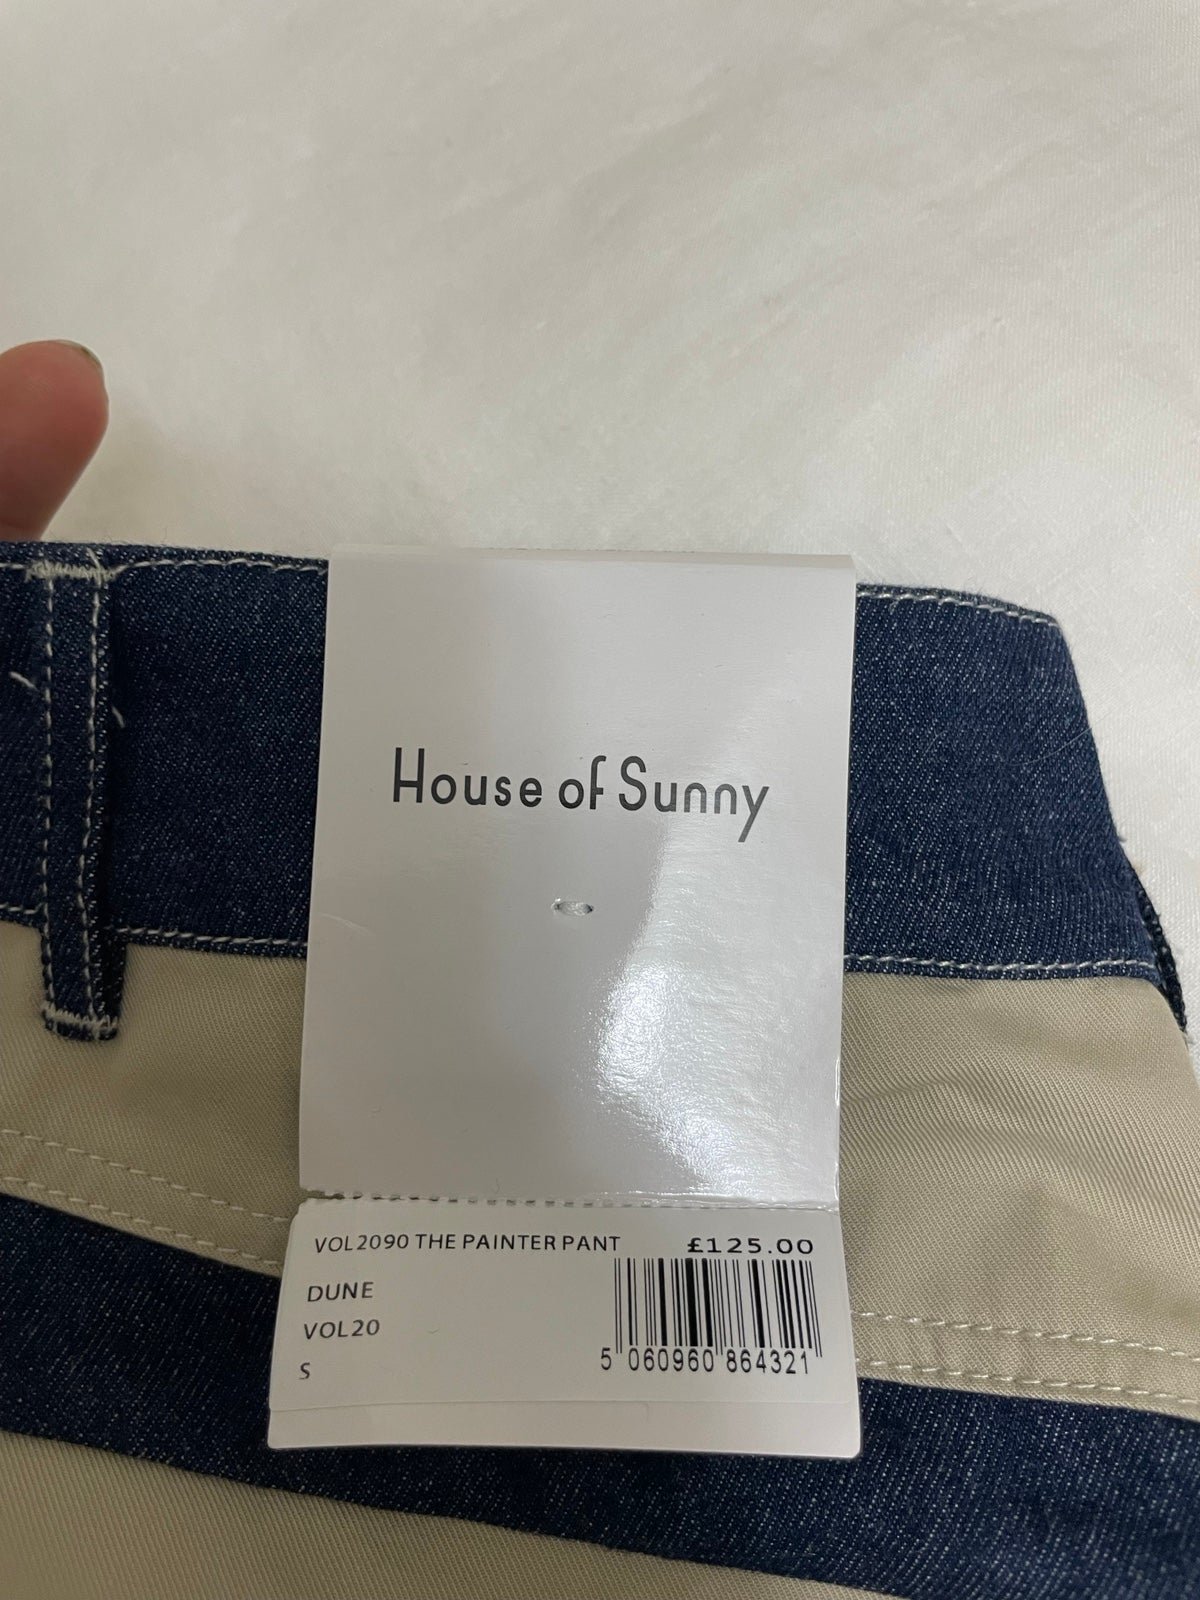 House of Sunny
VOL2090 THE PAINTER PANT £125.00
DUNE
VOL20
S
5 060960 864321